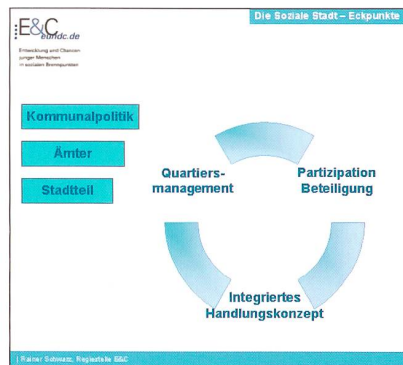 Die Soziale Stadt – Eckpunkte
E&C
eundc.de
Entwicklung und Chancen
junger Menschen
in sozialen Brennpunkten
Kommunalpolitik
Ämter
Stadtteil
Quartiers-
management
Partizipation
Beteiligung
Integriertes
Handlungskonzept
| Rainer Schwarz, Regiestelle E&C